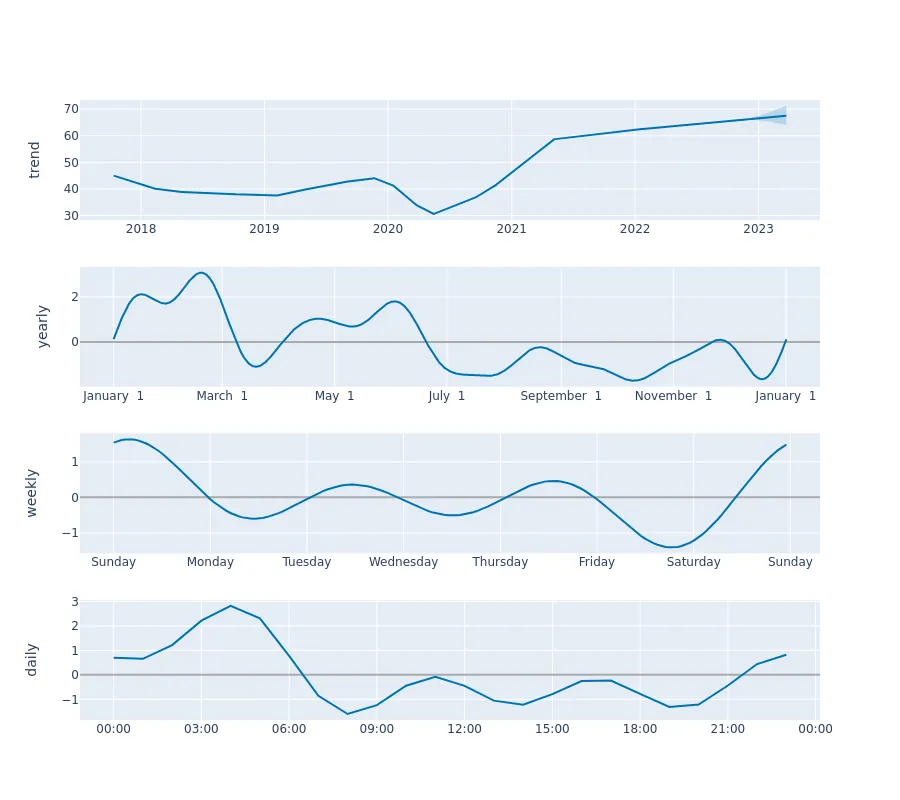 trend
70
60
50
40
30
2018 2019 2020 2021 2022 2023
yearly
2
0
January 1 March 1 May 1 July 1 September 1 November 1 January 1
weekly
1
0
−1
Sunday Monday Tuesday Wednesday Thursday Friday Saturday Sunday
daily
3
2
1
0
−1
00:00 03:00 06:00 09:00 12:00 15:00 18:00 21:00 00:00